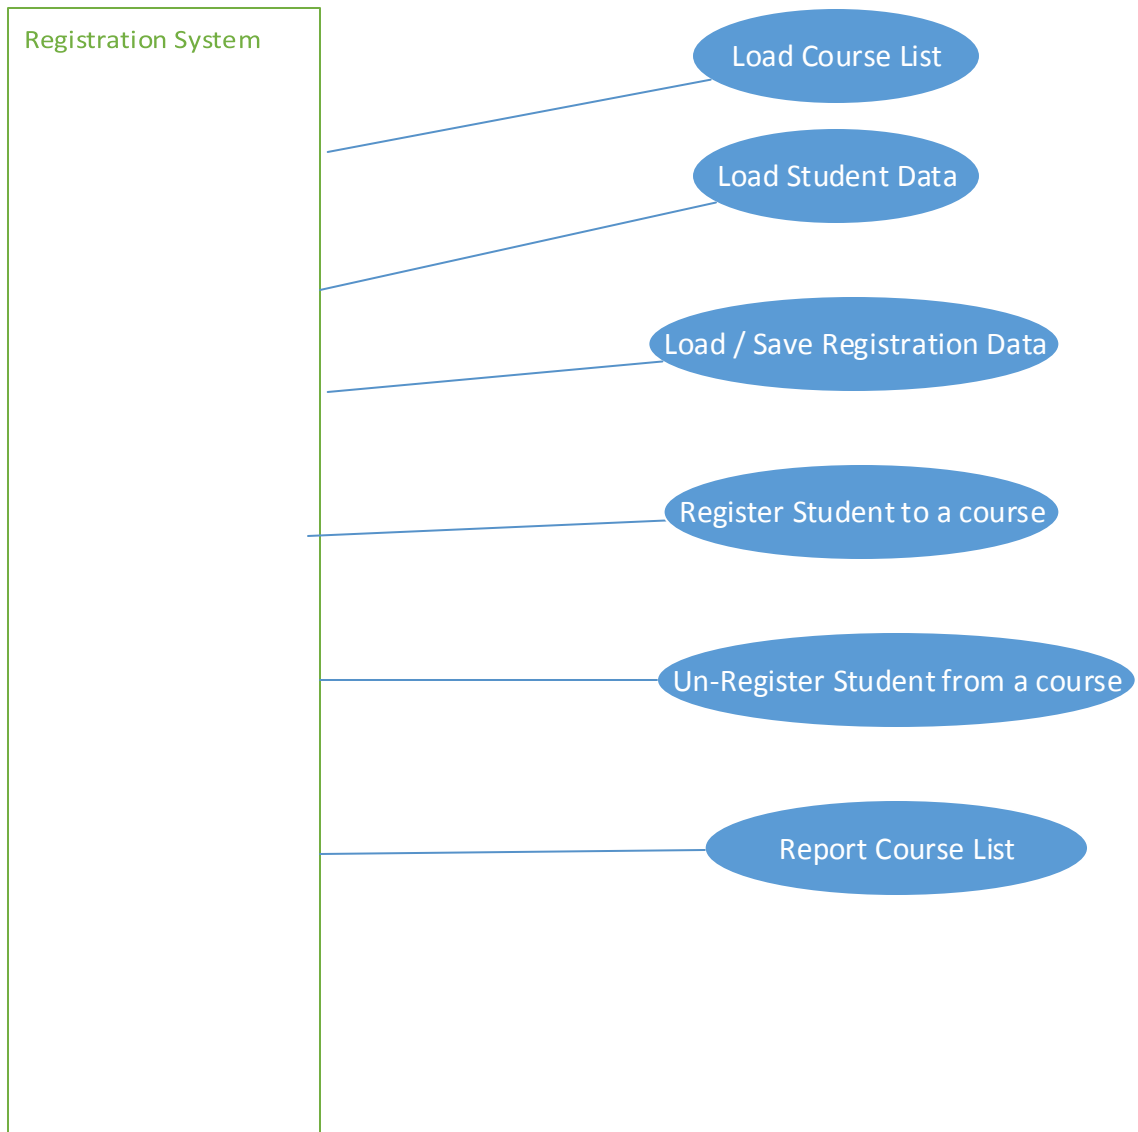 Registration System
Load Course List
Load Student Data
Load / Save Registration Data
Register Student to a course
Un-Register Student from a course
Report Course List